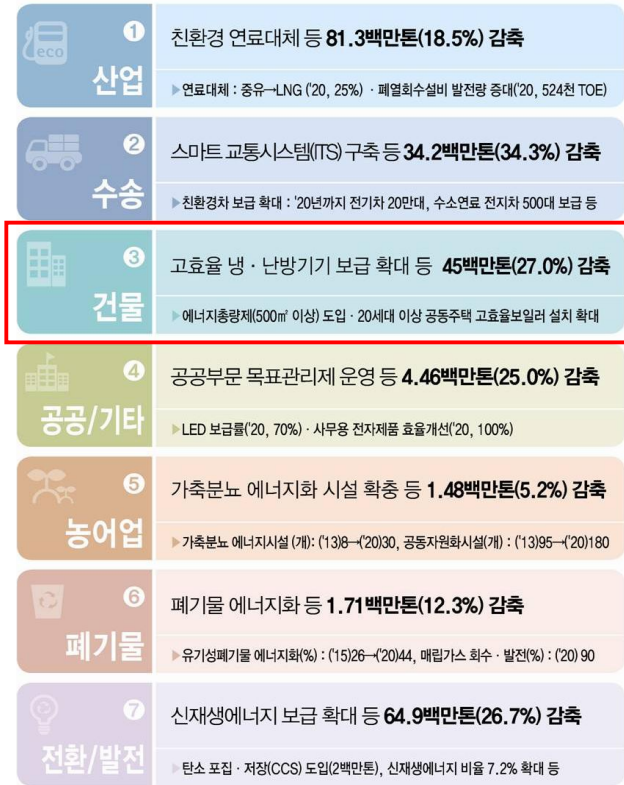 eco
❶
산업
친환경 연료대체 등 81.3백만톤(18.5%) 감축
▶연료대체 : 중유→LNG ('20, 25%) · 폐열회수설비 발전량 증대('20, 524천 TOE)
❷
수송
스마트 교통시스템(ITS) 구축 등 34.2백만톤(34.3%) 감축
▶친환경차 보급 확대 : '20년까지 전기차 20만대, 수소연료 전지차 500대 보급 등
❸
건물
고효율 냉 · 난방기기 보급 확대 등 45백만톤(27.0%) 감축
▶에너지총량제(500㎡ 이상) 도입 · 20세대 이상 공동주택 고효율보일러 설치 확대
❹
공공/기타
공공부문 목표관리제 운영 등 4.46백만톤(25.0%) 감축
▶LED 보급률('20, 70%) · 사무용 전자제품 효율개선('20, 100%)
❺
농어업
가축분뇨 에너지화 시설 확충 등 1.48백만톤(5.2%) 감축
▶가축분뇨 에너지시설 (개): ('13)8→('20)30, 공동자원화시설(개) : ('13)95→('20)180
❻
폐기물
폐기물 에너지화 등 1.71백만톤(12.3%) 감축
▶유기성폐기물 에너지화(%) : ('15)26→('20)44, 매립가스 회수 · 발전(%) : ('20) 90
❼
전환/발전
신재생에너지 보급 확대 등 64.9백만톤(26.7%) 감축
▶탄소 포집 · 저장(CCS) 도입(2백만톤), 신재생에너지 비율 7.2% 확대 등